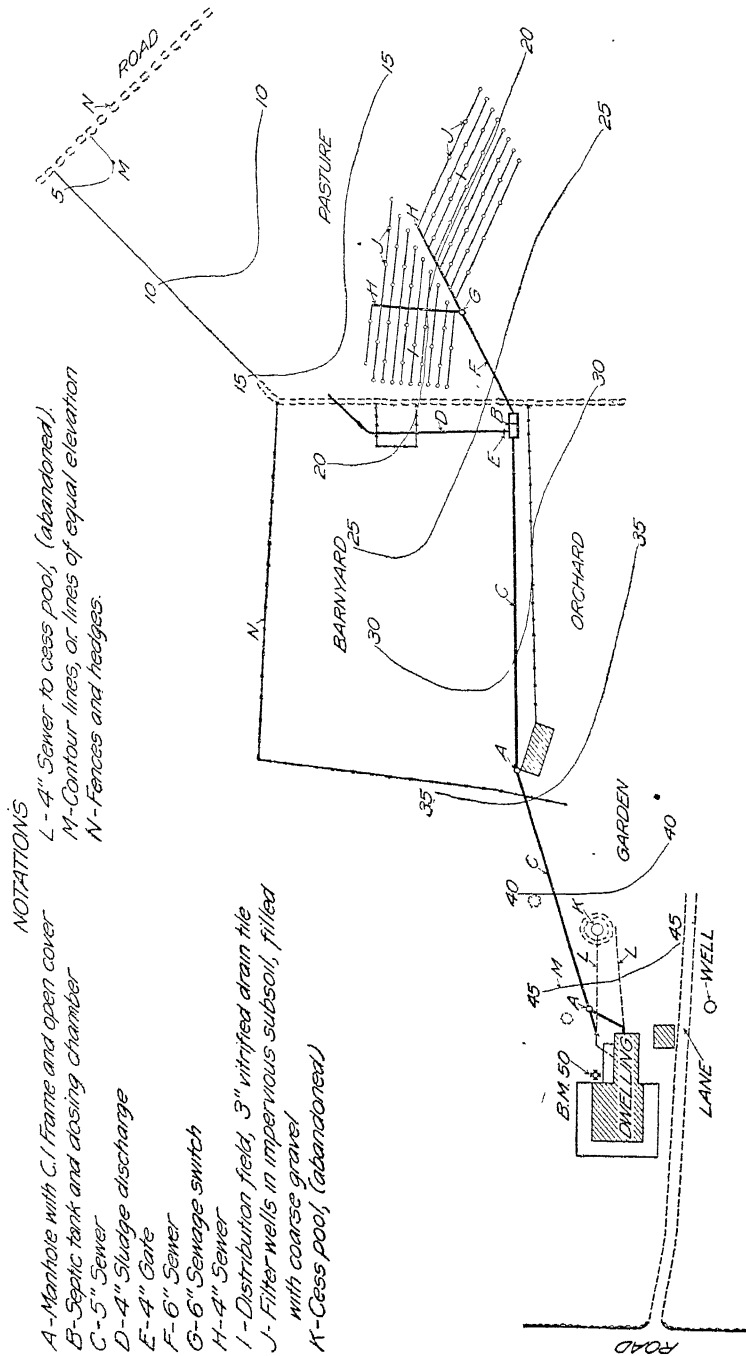 NOTATIONS
A-Manhole with C.I Frame and open cover
B-Septic tank and dosing chamber
C-5" Sewer
D-4" Sludge discharge
E-4" Gate
F-6" Sewer
G-6" Sewage switch
H-4" Sewer
I-Distribution field, 3" vitrified drain tile
J-Filter wells in impervious subsoil, filled
with coarse gravel
K-Cess pool, (abandoned)
L-4" Sewer to cess pool, (abandoned).
M-Contour lines, or lines of equal elevation
N-Fences and hedges.
ROAD
N
5
M
10
10
15
15
PASTURE
J
H
J
H
I
I
20
20
G
F
25
25
D
B
E
N
BARNYARD
30
30
C
ORCHARD
35
35
A
GARDEN
40
40
C
K
L
L
M
45
45
A
B.M. 50
DWELLING
WELL
LANE
ROAD